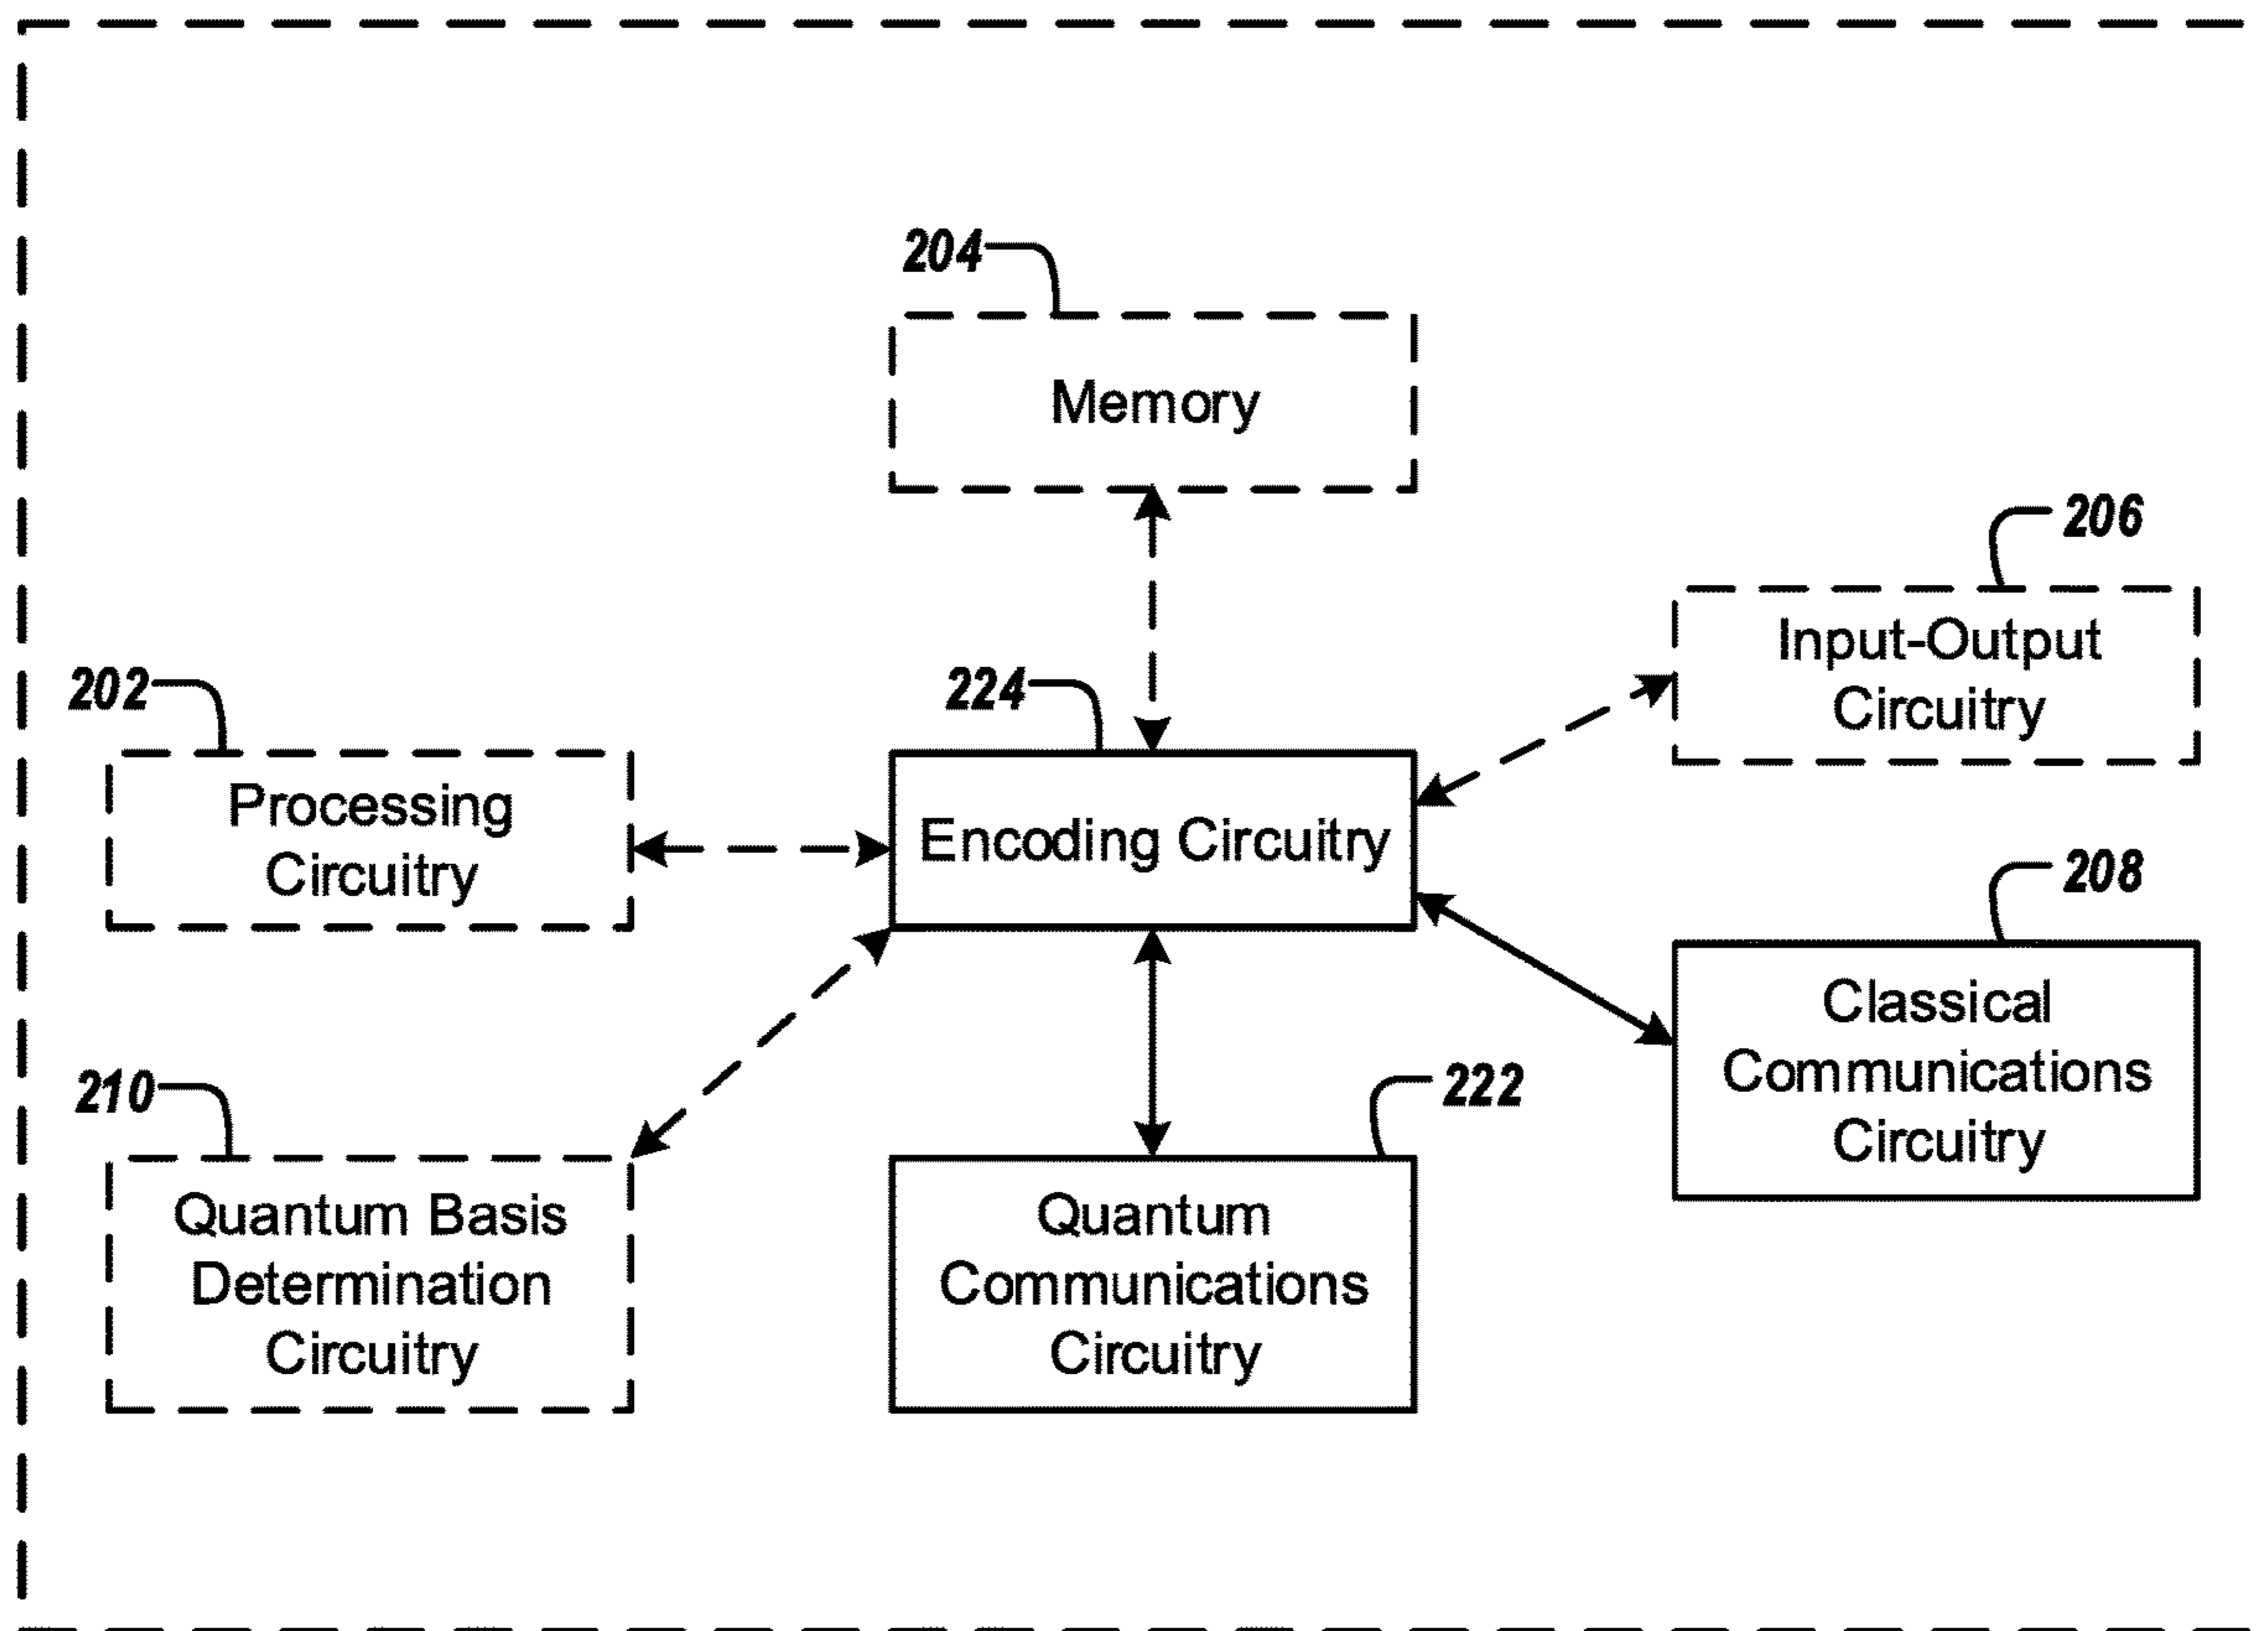 204
Memory
206
Input-Output
Circuitry
202
Processing
Circuitry
224
Encoding Circuitry
208
Classical
Communications
Circuitry
210
Quantum Basis
Determination
Circuitry
222
Quantum
Communications
Circuitry